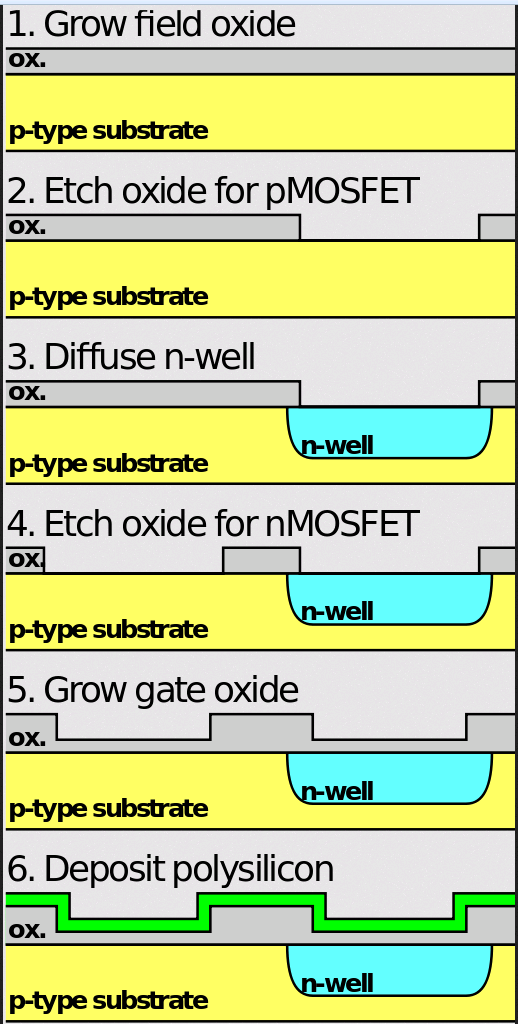 1. Grow field oxide
ox.
p-type substrate
2. Etch oxide for pMOSFET
ox.
p-type substrate
3. Diffuse n-well
ox.
n-well
p-type substrate
4. Etch oxide for nMOSFET
ox.
n-well
p-type substrate
5. Grow gate oxide
ox.
n-well
p-type substrate
6. Deposit polysilicon
ox.
n-well
p-type substrate